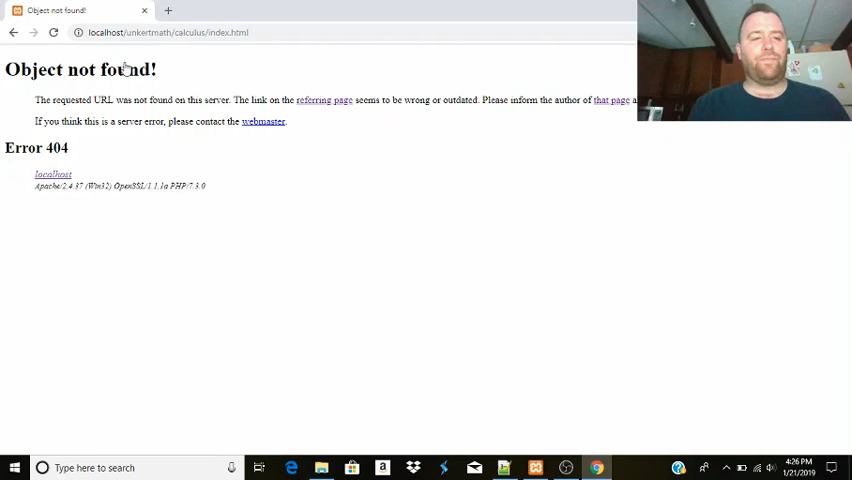 Object not found!
localhost/unkertmath/calculus/index.html
Object not found!
The requested URL was not found on this server. The link on the referring page seems to be wrong or outdated. Please inform the author of that page a
If you think this is a server error, please contact the webmaster.
Error 404
localhost
Apache/2.4.37 (Win32) OpenSSL/1.1.1a PHP/7.3.0
Type here to search
4:26 PM
1/21/2019